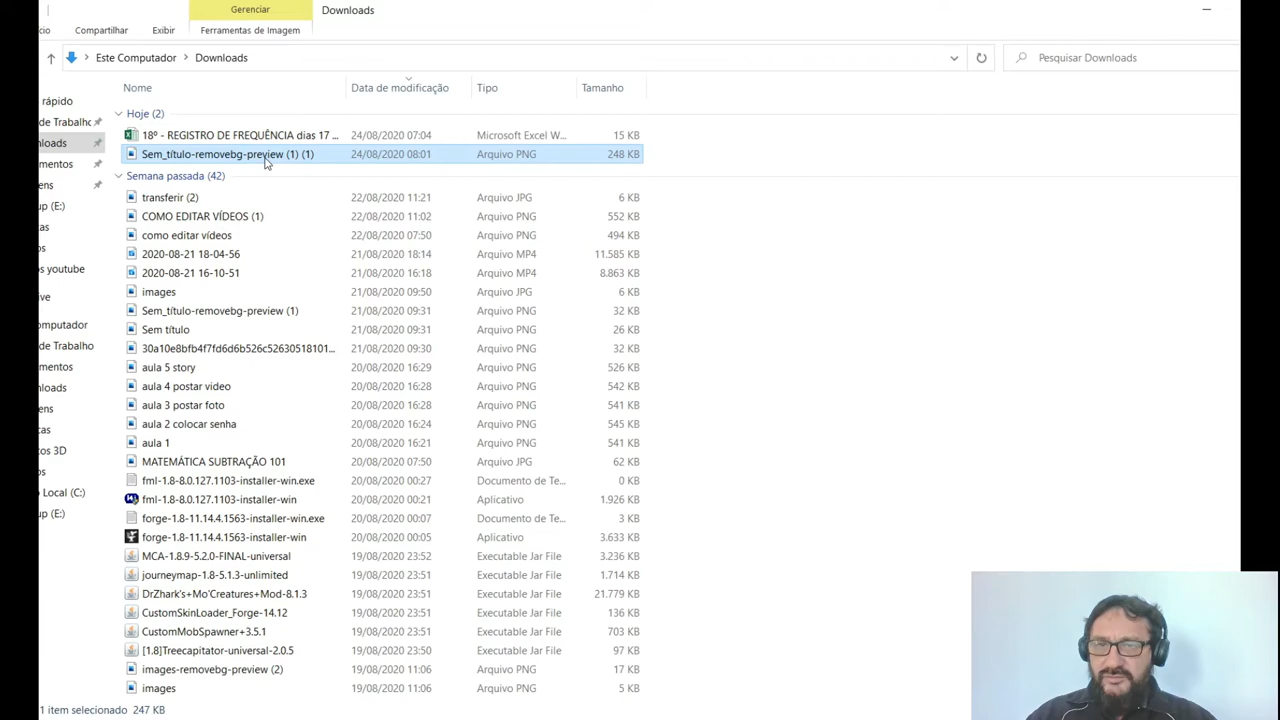 Gerenciar Downloads
cio Compartilhar Exibir Ferramentas de Imagem
Este Computador Downloads Pesquisar Downloads
Nome Data de modificação Tipo Tamanho
rápido
de Trabalho
nloads
mentos
ens
up (E:)
as
os
os youtube
ive
omputador
de Trabalho
mentos
nloads
ens
cas
os 3D
os
o Local (C:)
up (E:)
Hoje (2)
18º - REGISTRO DE FREQUÊNCIA dias 17 ... 24/08/2020 07:04 Microsoft Excel W... 15 KB
Sem_título-removebg-preview (1) (1) 24/08/2020 08:01 Arquivo PNG 248 KB
Semana passada (42)
transferir (2) 22/08/2020 11:21 Arquivo JPG 6 KB
COMO EDITAR VÍDEOS (1) 22/08/2020 11:02 Arquivo PNG 552 KB
como editar vídeos 22/08/2020 07:50 Arquivo PNG 494 KB
2020-08-21 18-04-56 21/08/2020 18:14 Arquivo MP4 11.585 KB
2020-08-21 16-10-51 21/08/2020 16:18 Arquivo MP4 8.863 KB
images 21/08/2020 09:50 Arquivo JPG 6 KB
Sem_título-removebg-preview (1) 21/08/2020 09:31 Arquivo PNG 32 KB
Sem título 21/08/2020 09:31 Arquivo PNG 26 KB
30a10e8bfb4f7fd6d6b526c52630518101... 21/08/2020 09:30 Arquivo PNG 32 KB
aula 5 story 20/08/2020 16:29 Arquivo PNG 526 KB
aula 4 postar video 20/08/2020 16:28 Arquivo PNG 542 KB
aula 3 postar foto 20/08/2020 16:28 Arquivo PNG 541 KB
aula 2 colocar senha 20/08/2020 16:24 Arquivo PNG 545 KB
aula 1 20/08/2020 16:21 Arquivo PNG 541 KB
MATEMÁTICA SUBTRAÇÃO 101 20/08/2020 07:50 Arquivo JPG 62 KB
fml-1.8-8.0.127.1103-installer-win.exe 20/08/2020 00:27 Documento de Te... 0 KB
fml-1.8-8.0.127.1103-installer-win 20/08/2020 00:21 Aplicativo 1.926 KB
forge-1.8-11.14.4.1563-installer-win.exe 20/08/2020 00:07 Documento de Te... 3 KB
forge-1.8-11.14.4.1563-installer-win 20/08/2020 00:05 Aplicativo 3.633 KB
MCA-1.8.9-5.2.0-FINAL-universal 19/08/2020 23:52 Executable Jar File 3.236 KB
journeymap-1.8-5.1.3-unlimited 19/08/2020 23:51 Executable Jar File 1.714 KB
DrZhark's+Mo'Creatures+Mod-8.1.3 19/08/2020 23:51 Executable Jar File 21.779 KB
CustomSkinLoader_Forge-14.12 19/08/2020 23:51 Executable Jar File 136 KB
CustomMobSpawner+3.5.1 19/08/2020 23:51 Executable Jar File 703 KB
[1.8]Treecapitator-universal-2.0.5 19/08/2020 23:50 Executable Jar File 97 KB
images-removebg-preview (2) 19/08/2020 11:06 Arquivo PNG 17 KB
images 19/08/2020 11:06 Arquivo PNG 5 KB
1 item selecionado 247 KB